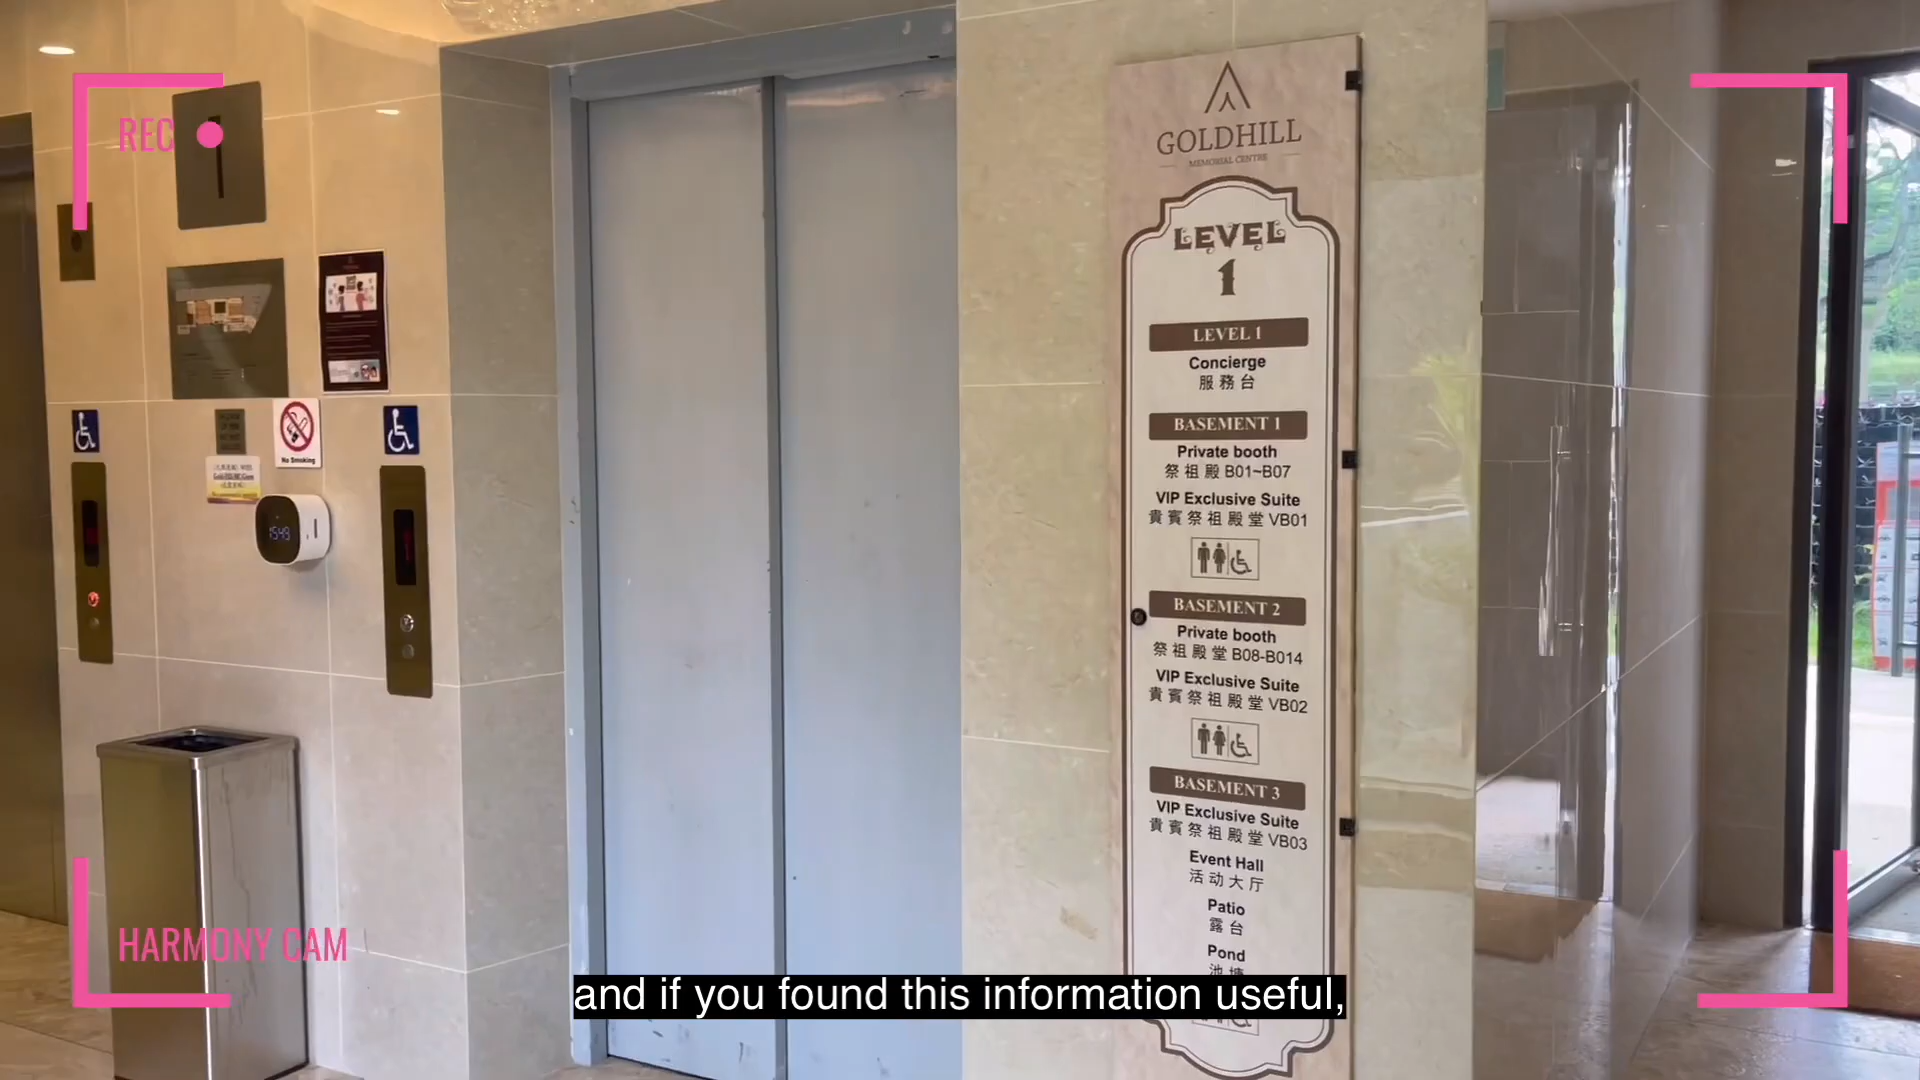 REC
No Smoking
1549
GOLDHILL
MEMORIAL CENTRE
LEVEL
1
LEVEL 1
Concierge
服務台
BASEMENT 1
Private booth
祭祖殿 B01~B07
VIP Exclusive Suite
貴賓祭祖殿堂 VB01
BASEMENT 2
Private booth
祭祖殿堂 B08-B014
VIP Exclusive Suite
貴賓祭祖殿堂 VB02
BASEMENT 3
VIP Exclusive Suite
貴賓祭祖殿堂 VB03
Event Hall
活动大厅
Patio
露台
Pond
池塘
HARMONY CAM
and if you found this information useful,